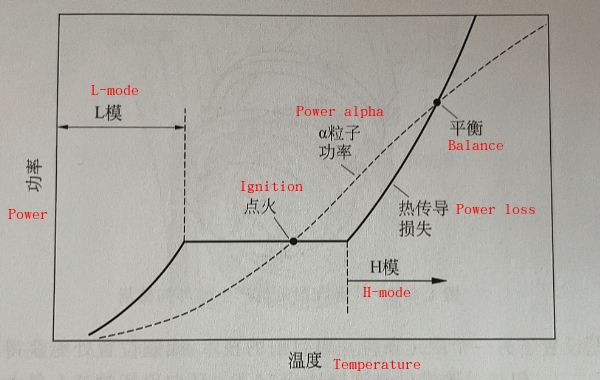 L-mode
L模
Power alpha
α粒子
功率
平衡
Balance
功率
Power
Ignition
点火
热传导 Power loss
损失
H模
H-mode
温度 Temperature